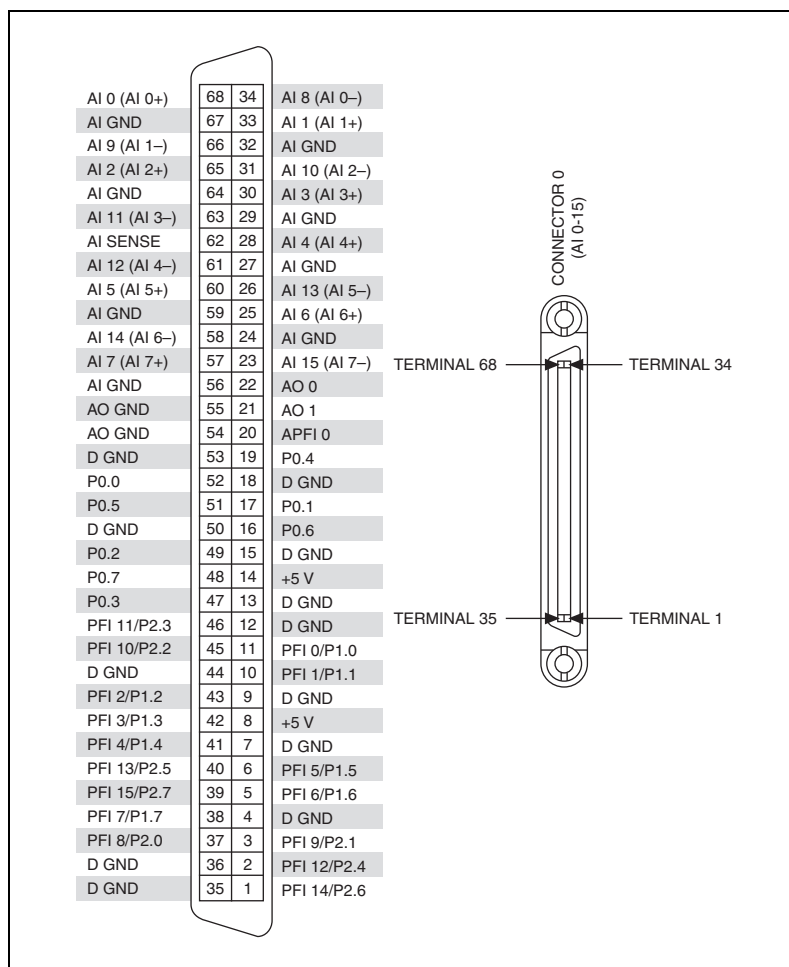 AI 0 (AI 0+) 68 34 AI 8 (AI 0–)
AI GND 67 33 AI 1 (AI 1+)
AI 9 (AI 1–) 66 32 AI GND
AI 2 (AI 2+) 65 31 AI 10 (AI 2–)
AI GND 64 30 AI 3 (AI 3+)
AI 11 (AI 3–) 63 29 AI GND
AI SENSE 62 28 AI 4 (AI 4+)
AI 12 (AI 4–) 61 27 AI GND
AI 5 (AI 5+) 60 26 AI 13 (AI 5–)
AI GND 59 25 AI 6 (AI 6+)
AI 14 (AI 6–) 58 24 AI GND
AI 7 (AI 7+) 57 23 AI 15 (AI 7–)
AI GND 56 22 AO 0
AO GND 55 21 AO 1
AO GND 54 20 APFI 0
D GND 53 19 P0.4
P0.0 52 18 D GND
P0.5 51 17 P0.1
D GND 50 16 P0.6
P0.2 49 15 D GND
P0.7 48 14 +5 V
P0.3 47 13 D GND
PFI 11/P2.3 46 12 D GND
PFI 10/P2.2 45 11 PFI 0/P1.0
D GND 44 10 PFI 1/P1.1
PFI 2/P1.2 43 9 D GND
PFI 3/P1.3 42 8 +5 V
PFI 4/P1.4 41 7 D GND
PFI 13/P2.5 40 6 PFI 5/P1.5
PFI 15/P2.7 39 5 PFI 6/P1.6
PFI 7/P1.7 38 4 D GND
PFI 8/P2.0 37 3 PFI 9/P2.1
D GND 36 2 PFI 12/P2.4
D GND 35 1 PFI 14/P2.6
CONNECTOR 0
(AI 0-15)
TERMINAL 68 TERMINAL 34
TERMINAL 35 TERMINAL 1